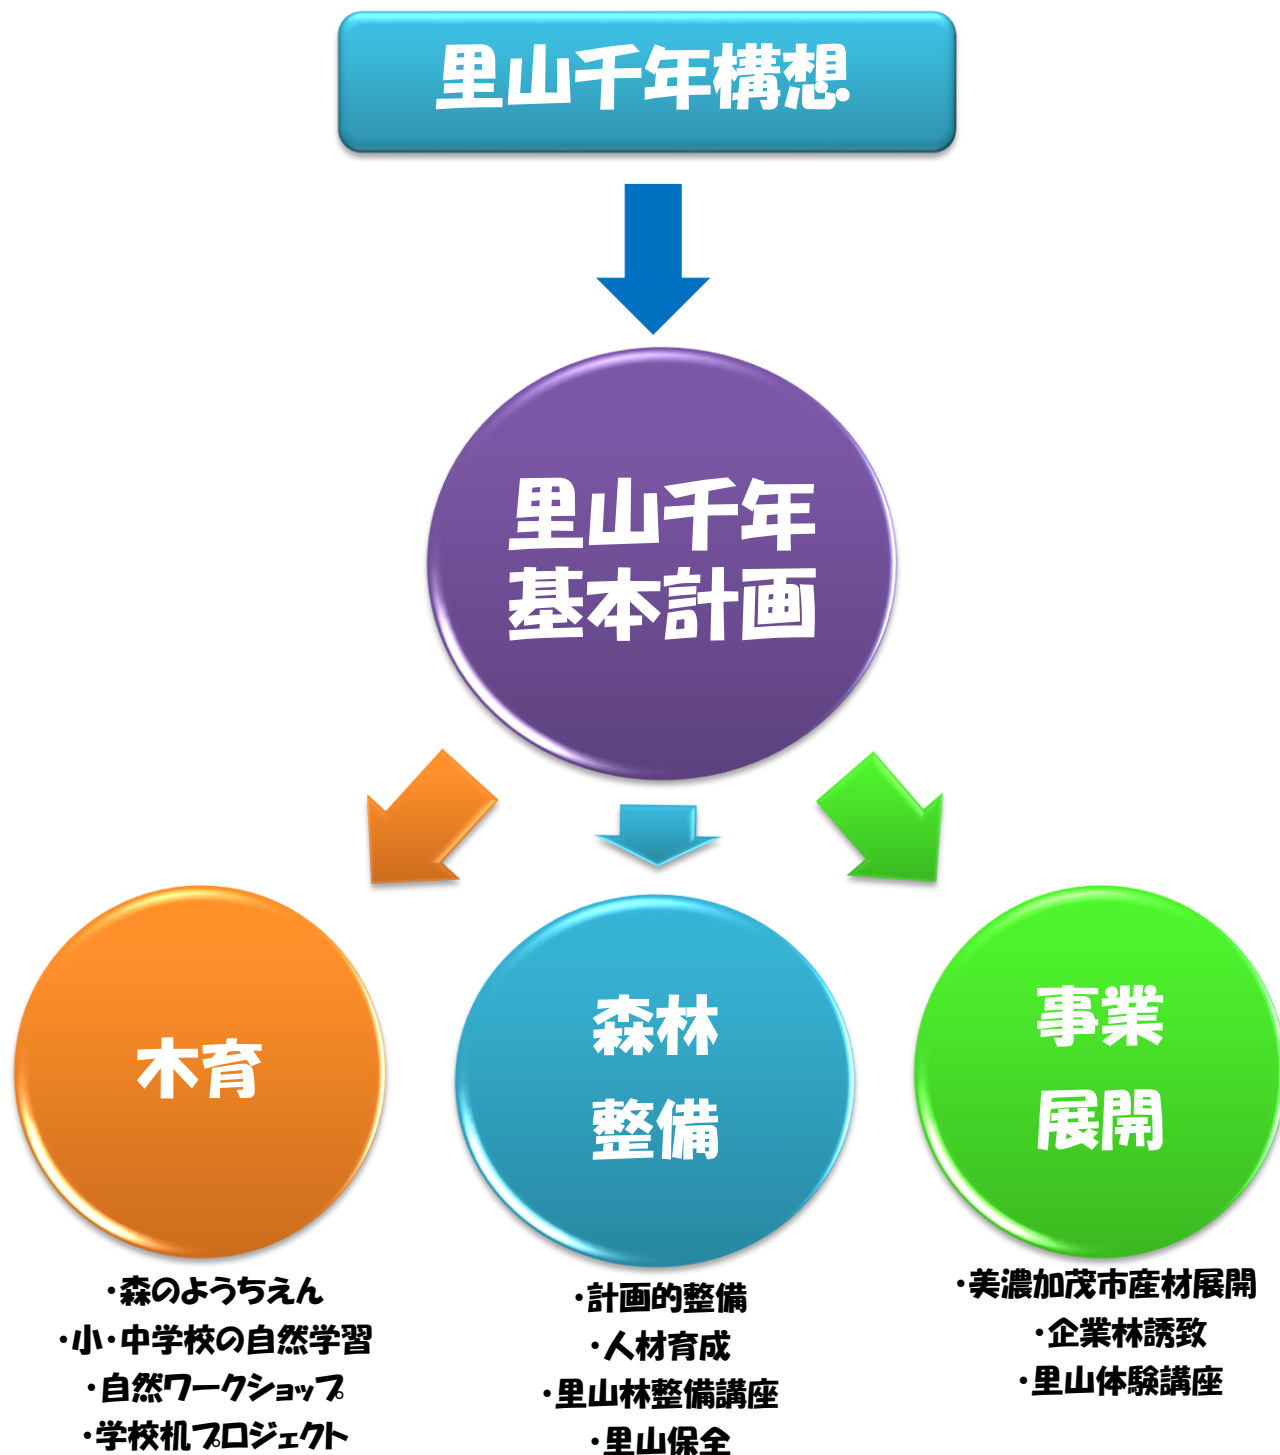 里山千年構想
里山千年
基本計画
木育
森林
整備
事業
展開
・森のようちえん
・小・中学校の自然学習
・自然ワークショップ
・学校机プロジェクト
・計画的整備
・人材育成
・里山林整備講座
・里山保全
・美濃加茂市産材展開
・企業林誘致
・里山体験講座